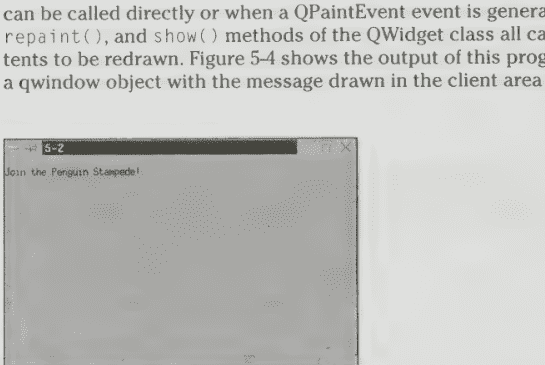 can be called directly or when a QPaintEvent event is genera
repaint(), and show() methods of the QWidget class all ca
tents to be redrawn. Figure 5-4 shows the output of this prog
a qwindow object with the message drawn in the client area
5-2
Join the Penguin Stampede!